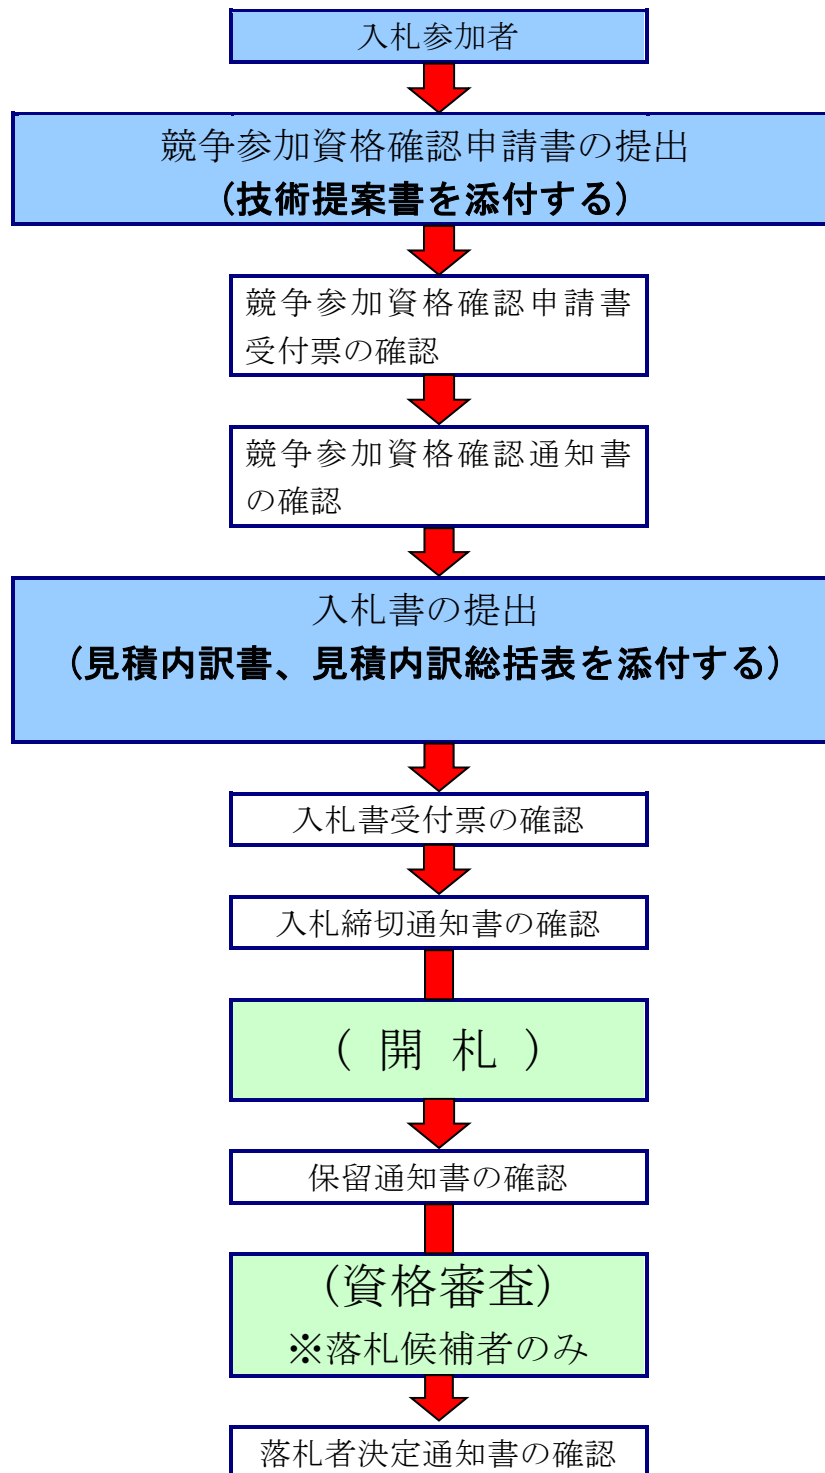 入札参加者
競争参加資格確認申請書の提出
(技術提案書を添付する)
競争参加資格確認申請書
受付票の確認
競争参加資格確認通知書
の確認
入札書の提出
(見積内訳書、見積内訳総括表を添付する)
入札書受付票の確認
入札締切通知書の確認
( 開 札 )
保留通知書の確認
(資格審査)
※落札候補者のみ
落札者決定通知書の確認